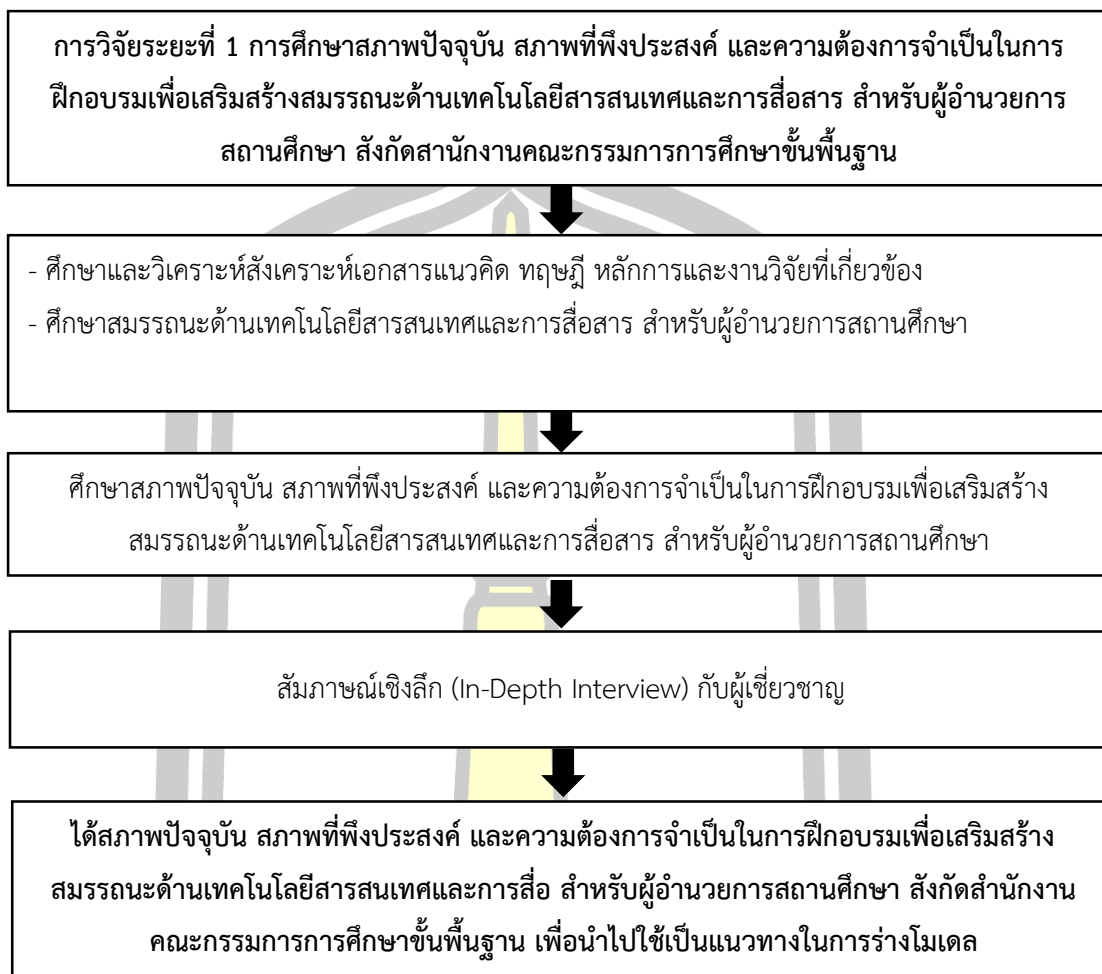 การวิจัยระยะที่ 1 การศึกษาสภาพปัจจุบัน สภาพที่พึงประสงค์ และความต้องการจำเป็นในการ
ฝึกอบรมเพื่อเสริมสร้างสมรรถนะด้านเทคโนโลยีสารสนเทศและการสื่อสาร สำหรับผู้อำนวยการ
สถานศึกษา สังกัดสานักงานคณะกรรมการการศึกษาขั้นพื้นฐาน
- ศึกษาและวิเคราะห์สังเคราะห์เอกสารแนวคิด ทฤษฎี หลักการและงานวิจัยที่เกี่ยวข้อง
- ศึกษาสมรรถนะด้านเทคโนโลยีสารสนเทศและการสื่อสาร สำหรับผู้อำนวยการสถานศึกษา
ศึกษาสภาพปัจจุบัน สภาพที่พึงประสงค์ และความต้องการจำเป็นในการฝึกอบรมเพื่อเสริมสร้าง
สมรรถนะด้านเทคโนโลยีสารสนเทศและการสื่อสาร สำหรับผู้อำนวยการสถานศึกษา
สัมภาษณ์เชิงลึก (In-Depth Interview) กับผู้เชี่ยวชาญ
ได้สภาพปัจจุบัน สภาพที่พึงประสงค์ และความต้องการจำเป็นในการฝึกอบรมเพื่อเสริมสร้าง
สมรรถนะด้านเทคโนโลยีสารสนเทศและการสื่อ สำหรับผู้อำนวยการสถานศึกษา สังกัดสำนักงาน
คณะกรรมการการศึกษาขั้นพื้นฐาน เพื่อนำไปใช้เป็นแนวทางในการร่างโมเดล